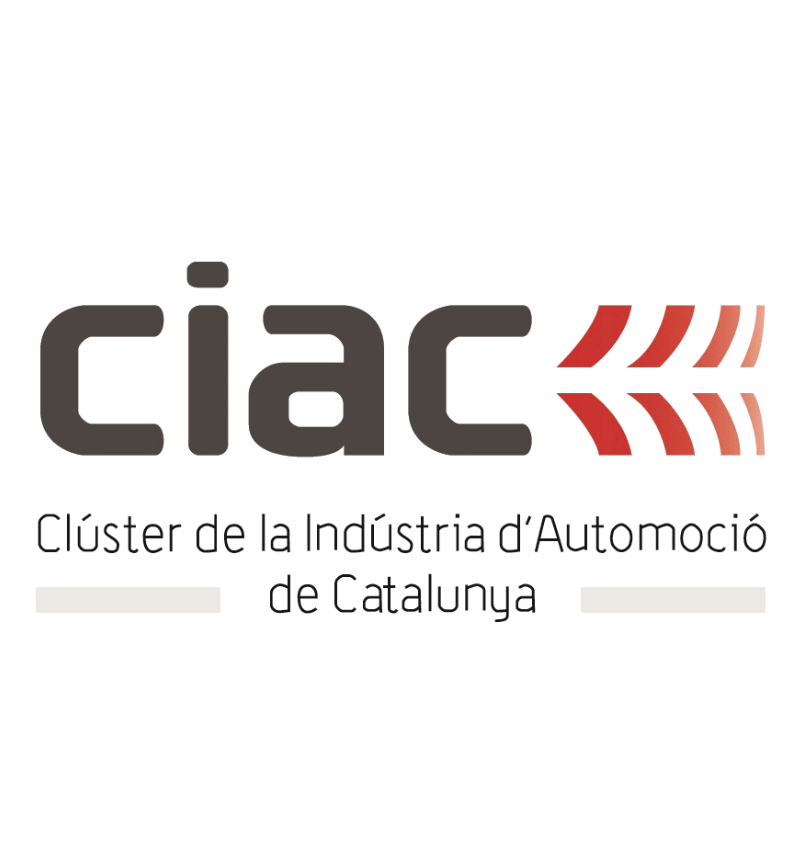 ciac
Clúster de la Indústria d'Automoció
de Catalunya